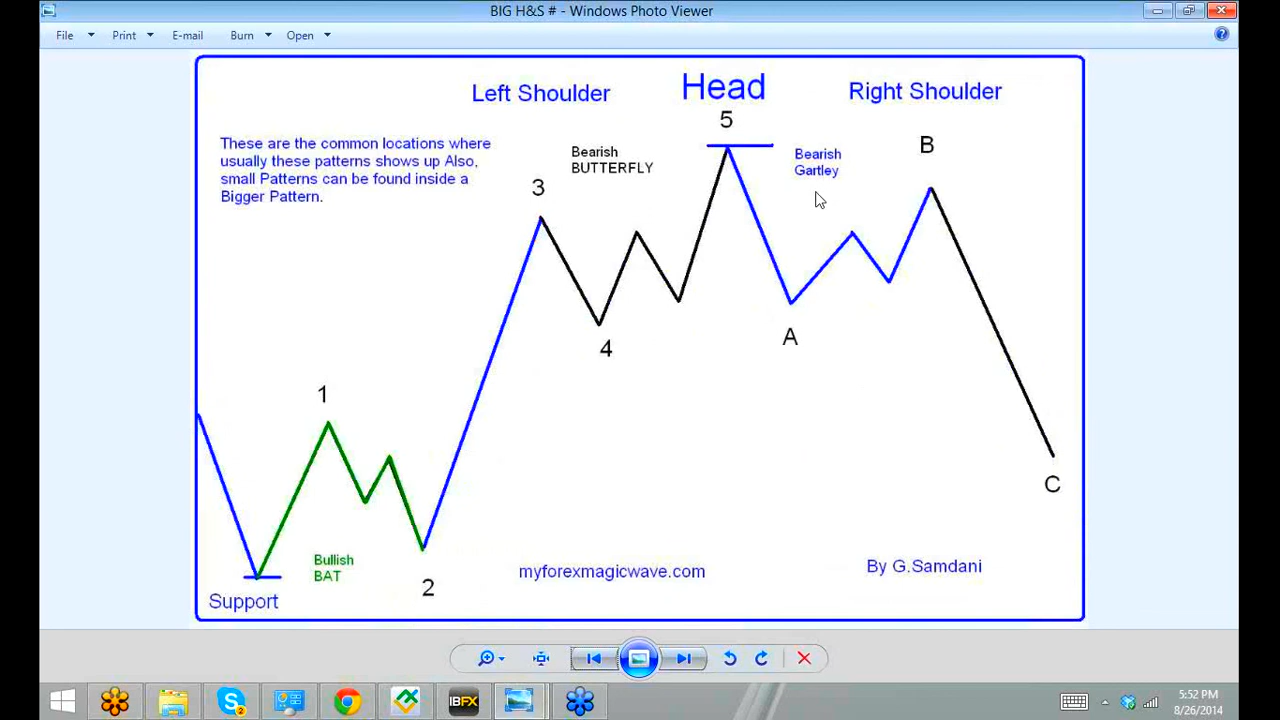 BIG H&S # - Windows Photo Viewer
File Print E-mail Burn Open
Left Shoulder
Head
Right Shoulder
These are the common locations where
usually these patterns shows up Also,
small Patterns can be found inside a
Bigger Pattern.
Bearish
BUTTERFLY
5
Bearish
Gartley
B
3
4
A
1
C
Bullish
BAT
2
Support
myforexmagicwave.com
By G.Samdani
IBFX
2
5:52 PM
8/26/2014